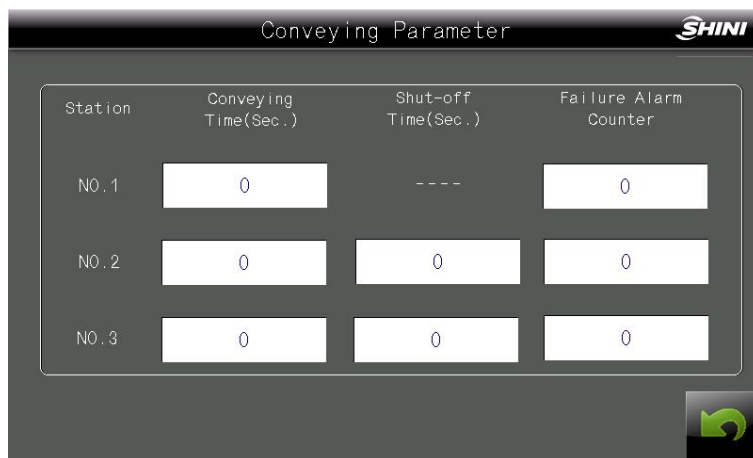 Conveying Parameter
SHINI
Station
Conveying
Time(Sec.)
Shut-off
Time(Sec.)
Failure Alarm
Counter
NO.1
0
----
0
NO.2
0
0
0
NO.3
0
0
0